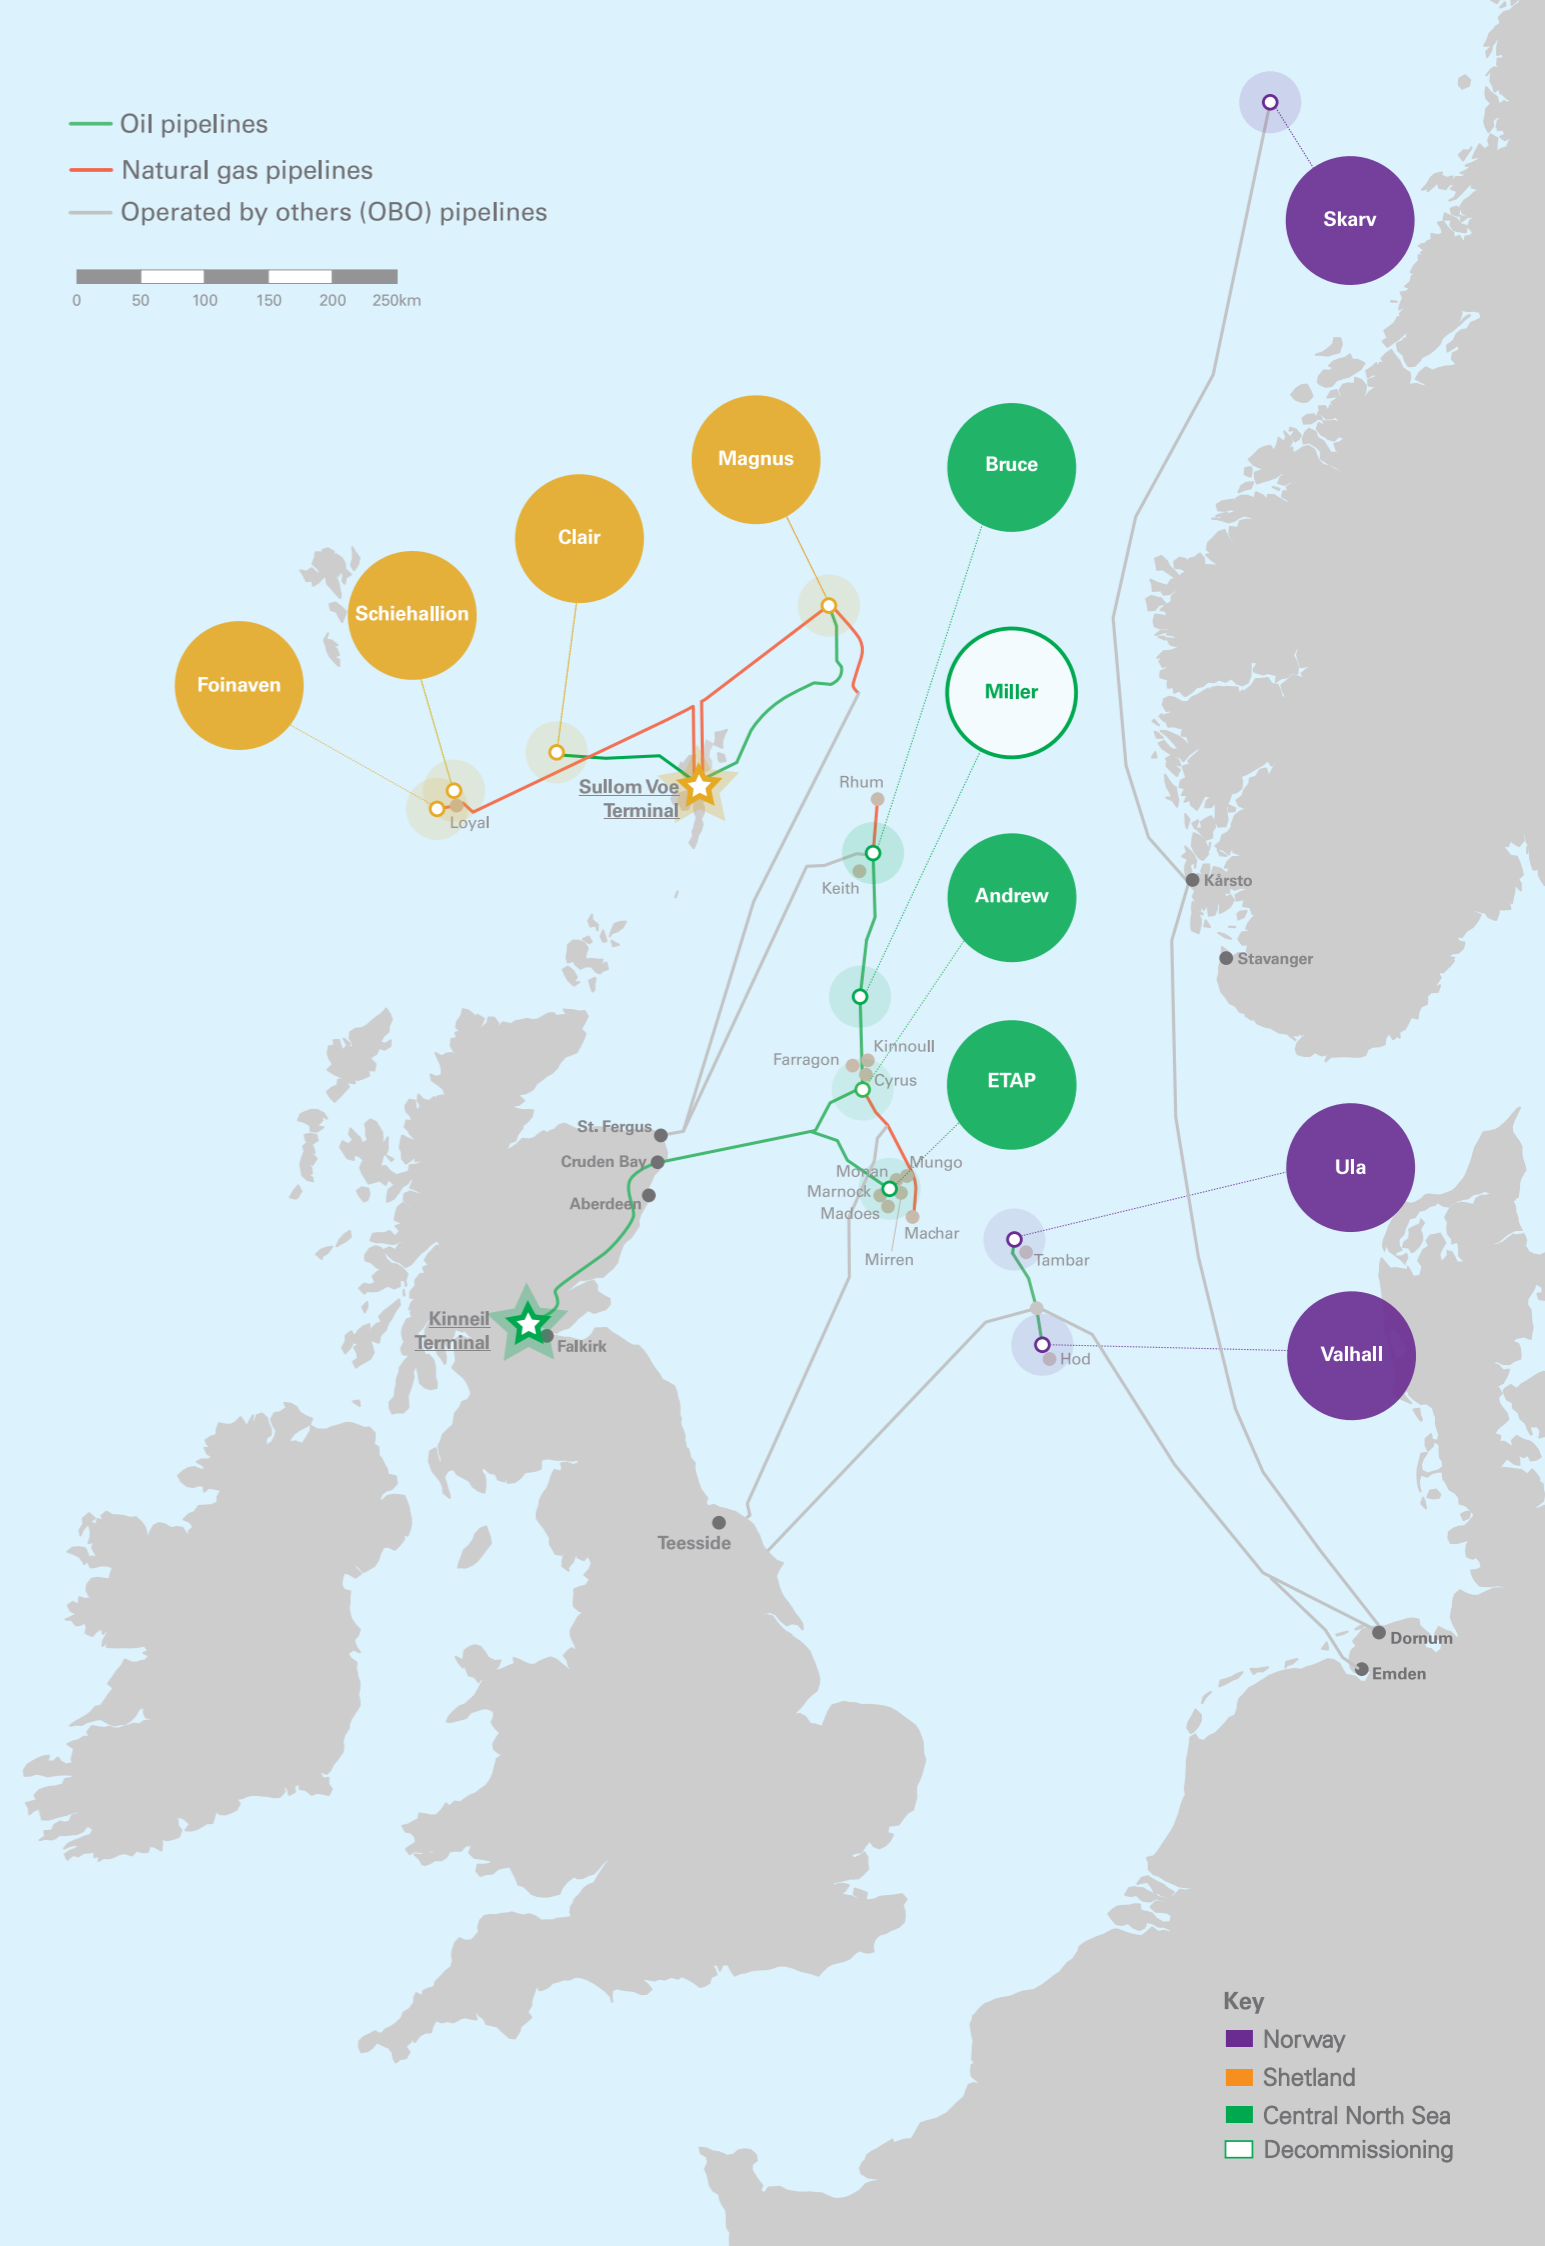 Oil pipelines
Natural gas pipelines
Operated by others (OBO) pipelines
0 50 100 150 200 250km
Skarv
Magnus
Bruce
Clair
Schiehallion
Foinaven
Miller
Sullom Voe
Terminal
Loyal
Rhum
Keith
Andrew
Kårsto
Stavanger
Kinnoull
Farragon
Cyrus
ETAP
St. Fergus
Cruden Bay
Aberdeen
Monan
Mungo
Marnock
Madoes
Machar
Mirren
Ula
Tambar
Kinneil
Terminal
Falkirk
Hod
Valhall
Teesside
Dornum
Emden
Key
Norway
Shetland
Central North Sea
Decommissioning